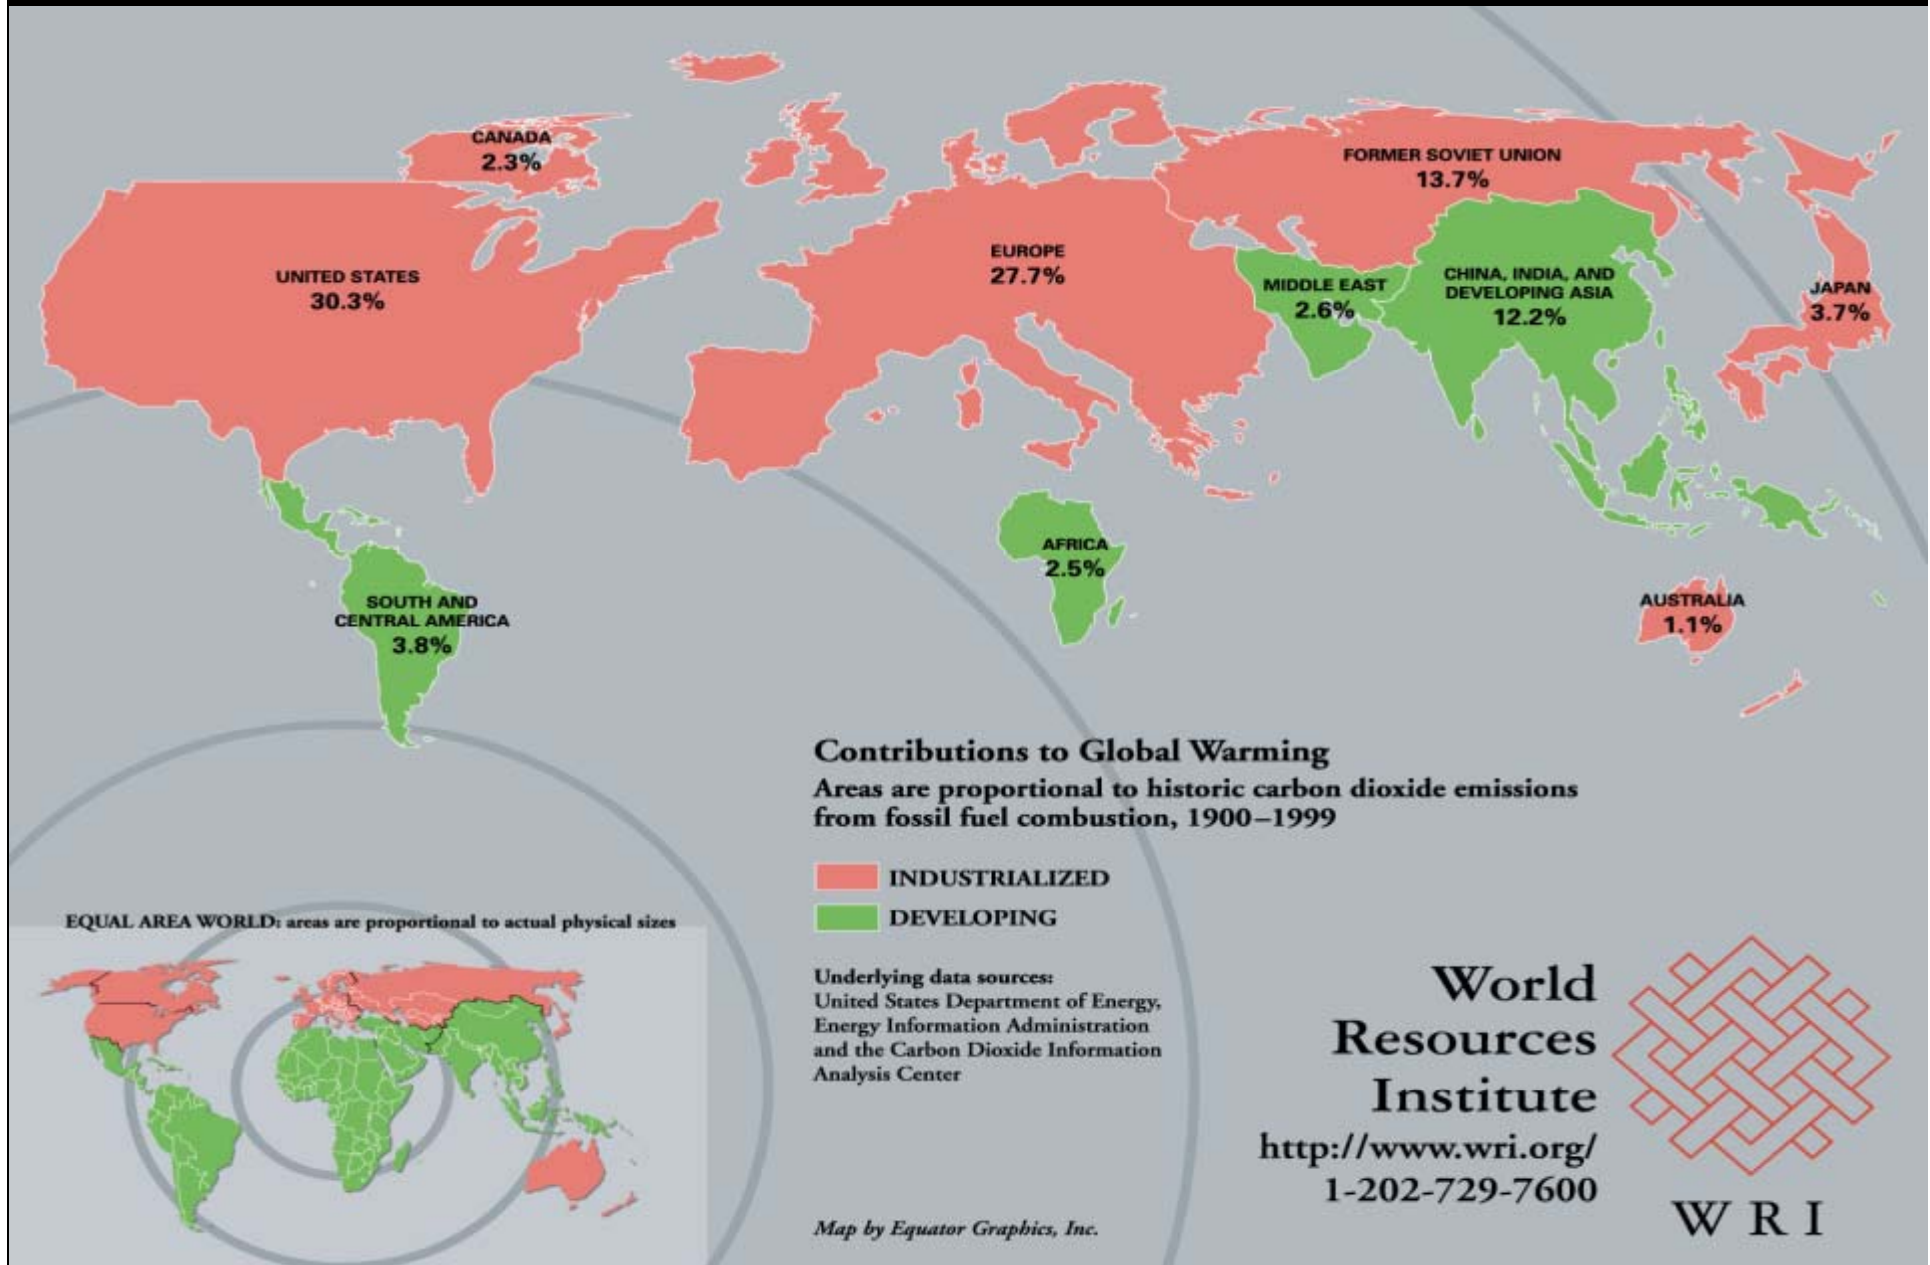 CANADA
2.3%
FORMER SOVIET UNION
13.7%
UNITED STATES
30.3%
EUROPE
27.7%
MIDDLE EAST
2.6%
CHINA, INDIA, AND
DEVELOPING ASIA
12.2%
JAPAN
3.7%
AFRICA
2.5%
SOUTH AND
CENTRAL AMERICA
3.8%
AUSTRALIA
1.1%
Contributions to Global Warming
Areas are proportional to historic carbon dioxide emissions
from fossil fuel combustion, 1900–1999
INDUSTRIALIZED
DEVELOPING
EQUAL AREA WORLD: areas are proportional to actual physical sizes
Underlying data sources:
United States Department of Energy,
Energy Information Administration
and the Carbon Dioxide Information
Analysis Center
Map by Equator Graphics, Inc.
World
Resources
Institute
http://www.wri.org/
1-202-729-7600
WRI